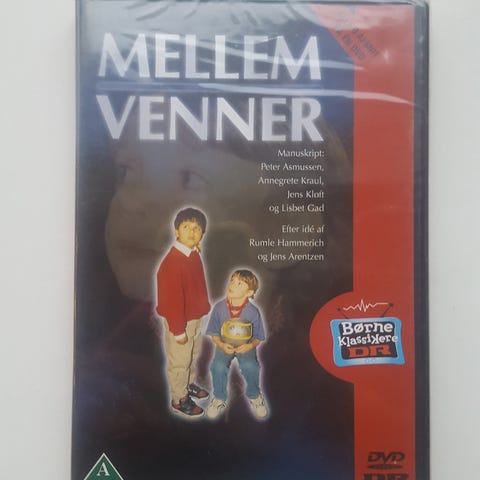 MELLEM
VENNER
Manuskript:
Peter Asmussen,
Annegrete Kraul,
Jens Kløft
og Lisbet Gad
Efter idé af
Rumle Hammerich
og Jens Arentzen
Børne
Klassikere
DR
A
DVD
DR